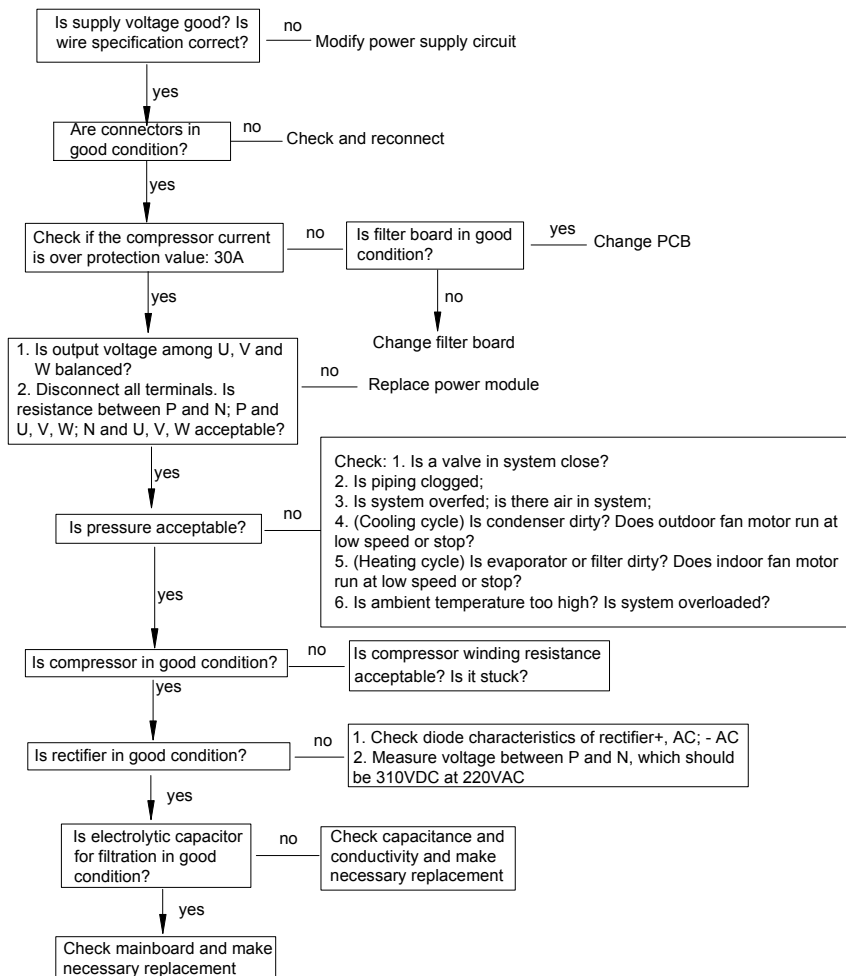 Is supply voltage good? Is
wire specification correct?
no
Modify power supply circuit
yes
Are connectors in
good condition?
no
Check and reconnect
yes
Check if the compressor current
is over protection value: 30A
no
Is filter board in good
condition?
yes
Change PCB
no
Change filter board
yes
1. Is output voltage among U, V and
W balanced?
2. Disconnect all terminals. Is
resistance between P and N; P and
U, V, W; N and U, V, W acceptable?
no
Replace power module
yes
Is pressure acceptable?
no
Check: 1. Is a valve in system close?
2. Is piping clogged;
3. Is system overfed; is there air in system;
4. (Cooling cycle) Is condenser dirty? Does outdoor fan motor run at
low speed or stop?
5. (Heating cycle) Is evaporator or filter dirty? Does indoor fan motor
run at low speed or stop?
6. Is ambient temperature too high? Is system overloaded?
yes
Is compressor in good condition?
no
Is compressor winding resistance
acceptable? Is it stuck?
yes
Is rectifier in good condition?
no
1. Check diode characteristics of rectifier+, AC; - AC
2. Measure voltage between P and N, which should
be 310VDC at 220VAC
yes
Is electrolytic capacitor
for filtration in good
condition?
no
Check capacitance and
conductivity and make
necessary replacement
yes
Check mainboard and make
necessary replacement